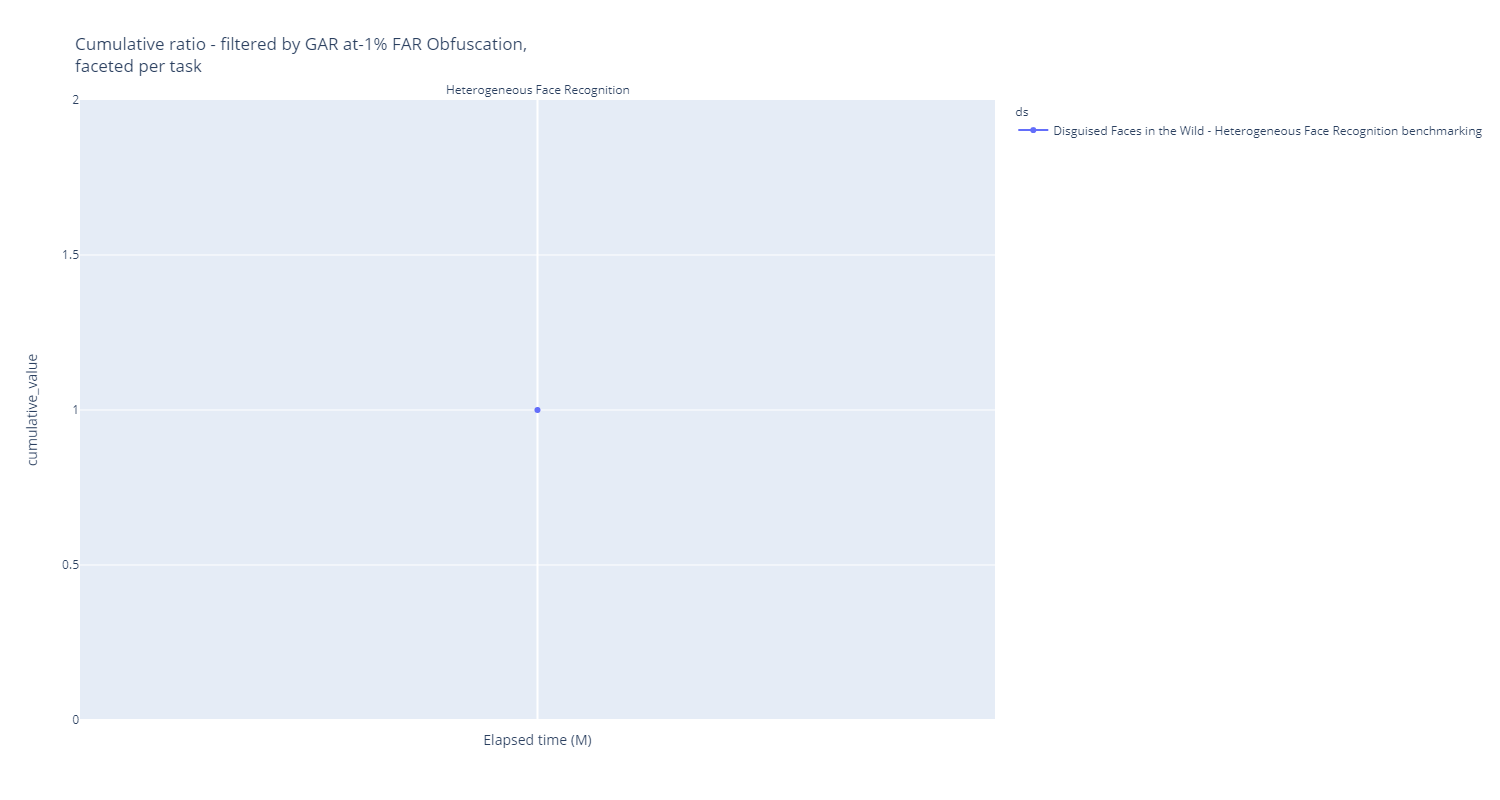 Cumulative ratio - filtered by GAR at-1% FAR Obfuscation,
faceted per task
Heterogeneous Face Recognition
2
1.5
1
0.5
0
cumulative_value
Elapsed time (M)
ds
Disguised Faces in the Wild - Heterogeneous Face Recognition benchmarking